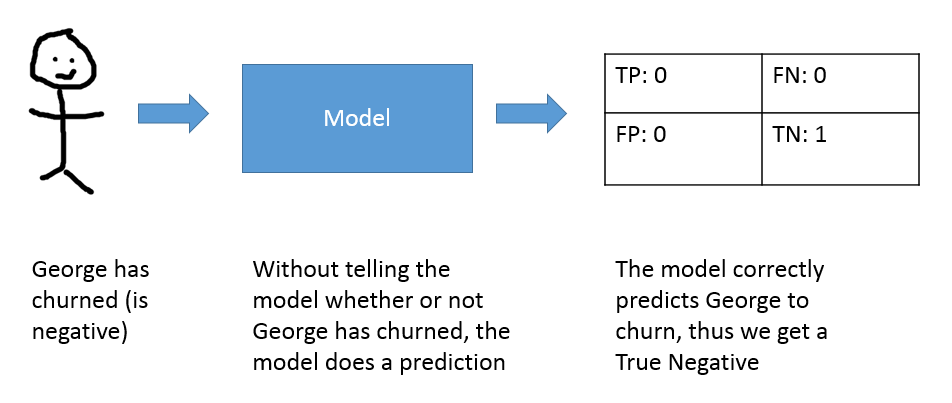 Model
TP: 0
FN: 0
FP: 0
TN: 1
George has
churned (is
negative)
Without telling the
model whether or not
George has churned, the
model does a prediction
The model correctly
predicts George to
churn, thus we get a
True Negative